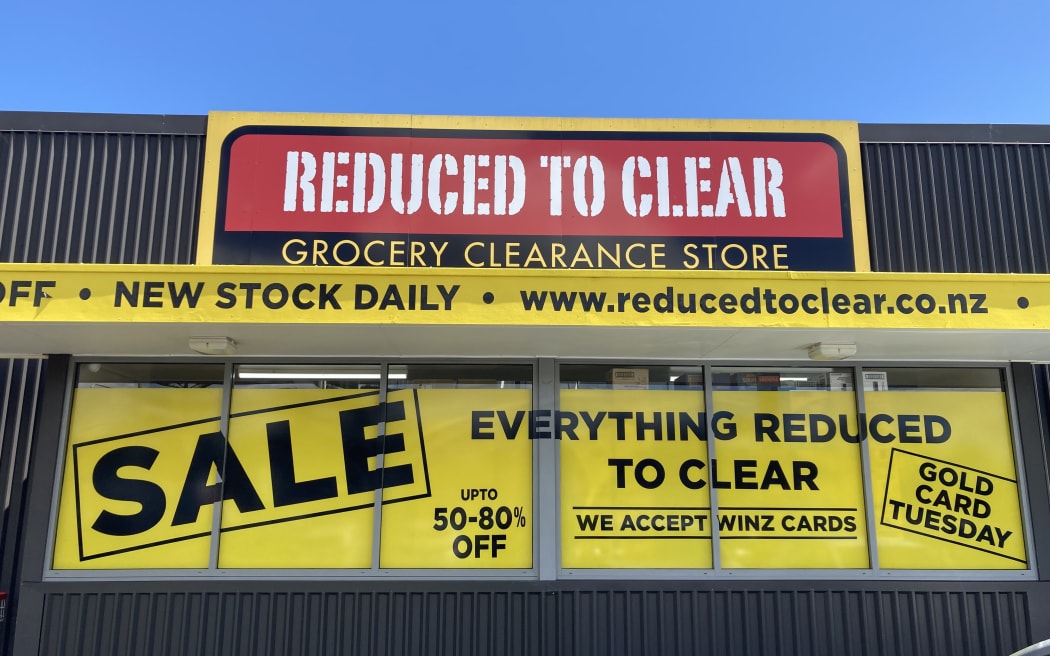 REDUCED TO CLEAR
GROCERY CLEARANCE STORE
OFF • NEW STOCK DAILY • www.reducedtoclear.co.nz •
SALE
UPTO
50-80%
OFF
EVERYTHING REDUCED
TO CLEAR
WE ACCEPT WINZ CARDS
GOLD
CARD
TUESDAY